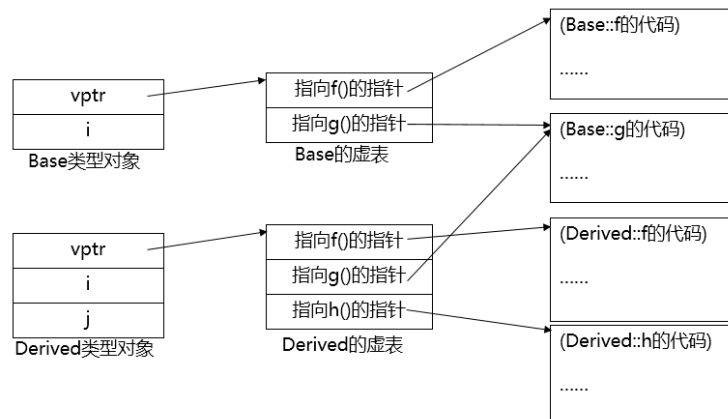 (Base::f的代码)
......
vptr
i
Base类型对象
指向f()的指针
指向g()的指针
Base的虚表
(Base::g的代码)
......
vptr
i
j
Derived类型对象
指向f()的指针
指向g()的指针
指向h()的指针
Derived的虚表
(Derived::f的代码)
......
(Derived::h的代码)
......